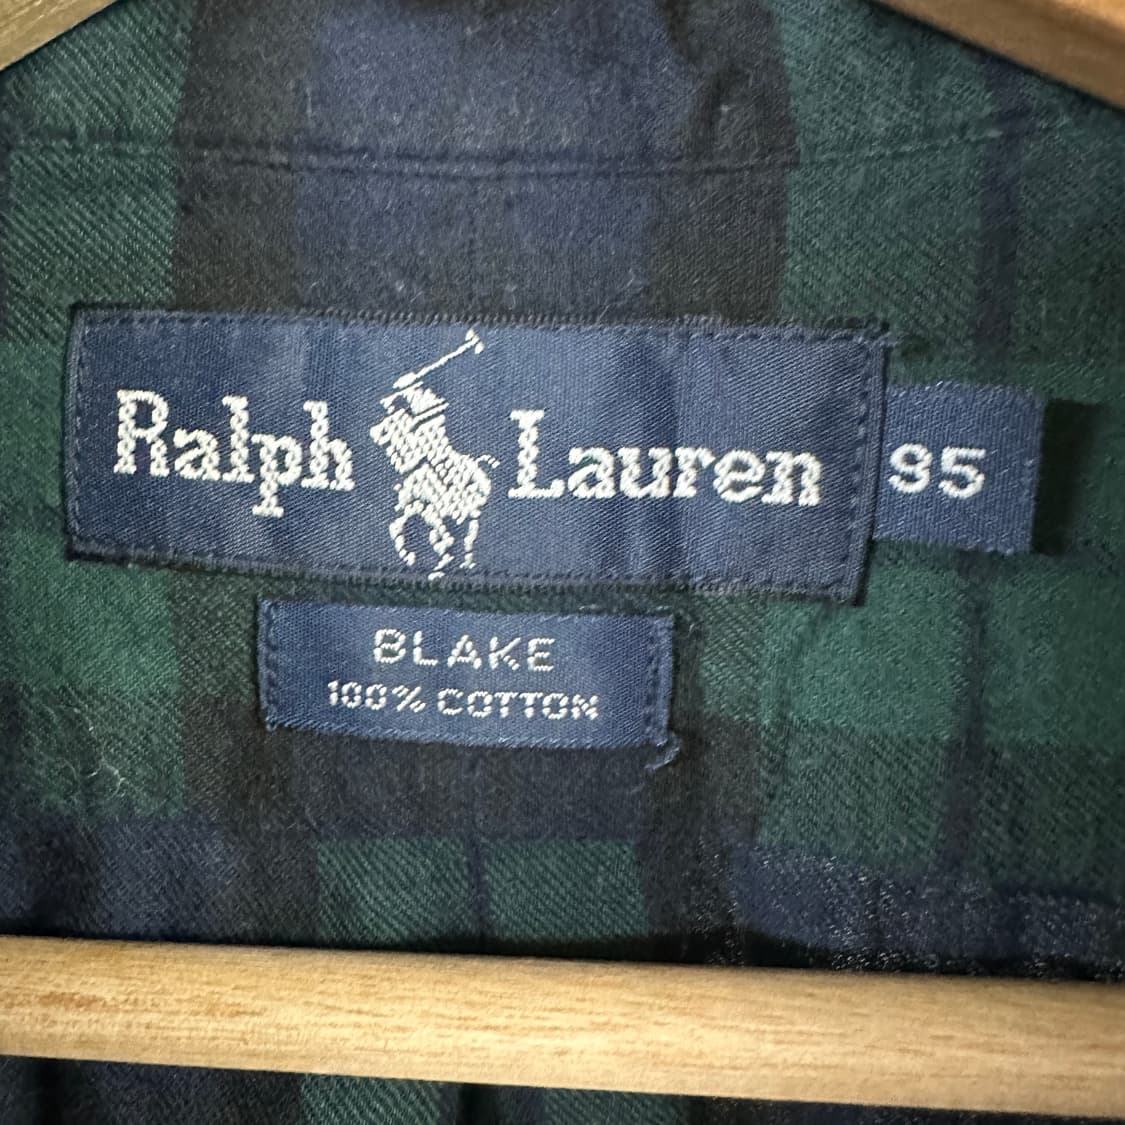 Ralph Lauren 95
BLAKE
100% COTTON